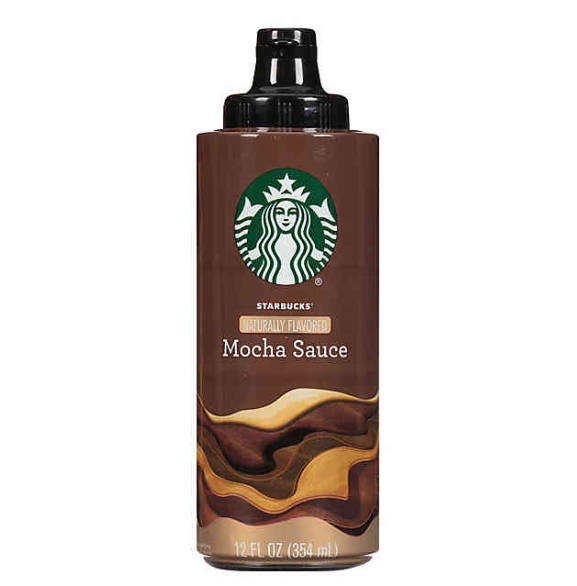 ®
STARBUCKS®
NATURALLY FLAVORED
Mocha Sauce
12 FL OZ (354 mL)